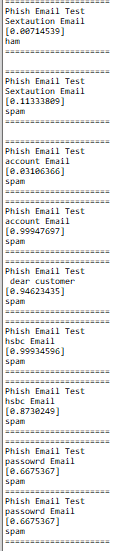 =====================
Phish Email Test
Sextaution Email
[0.00714539]
ham
=====================
=====================
Phish Email Test
Sextaution Email
[0.11333809]
spam
=====================
=====================
Phish Email Test
account Email
[0.03106366]
spam
=====================
=====================
Phish Email Test
account Email
[0.99947697]
spam
=====================
=====================
Phish Email Test
dear customer
[0.94623435]
spam
=====================
=====================
Phish Email Test
hsbc Email
[0.99934596]
spam
=====================
=====================
Phish Email Test
hsbc Email
[0.8730249]
spam
=====================
=====================
Phish Email Test
passowrd Email
[0.6675367]
spam
=====================
Phish Email Test
passowrd Email
[0.6675367]
spam
=====================